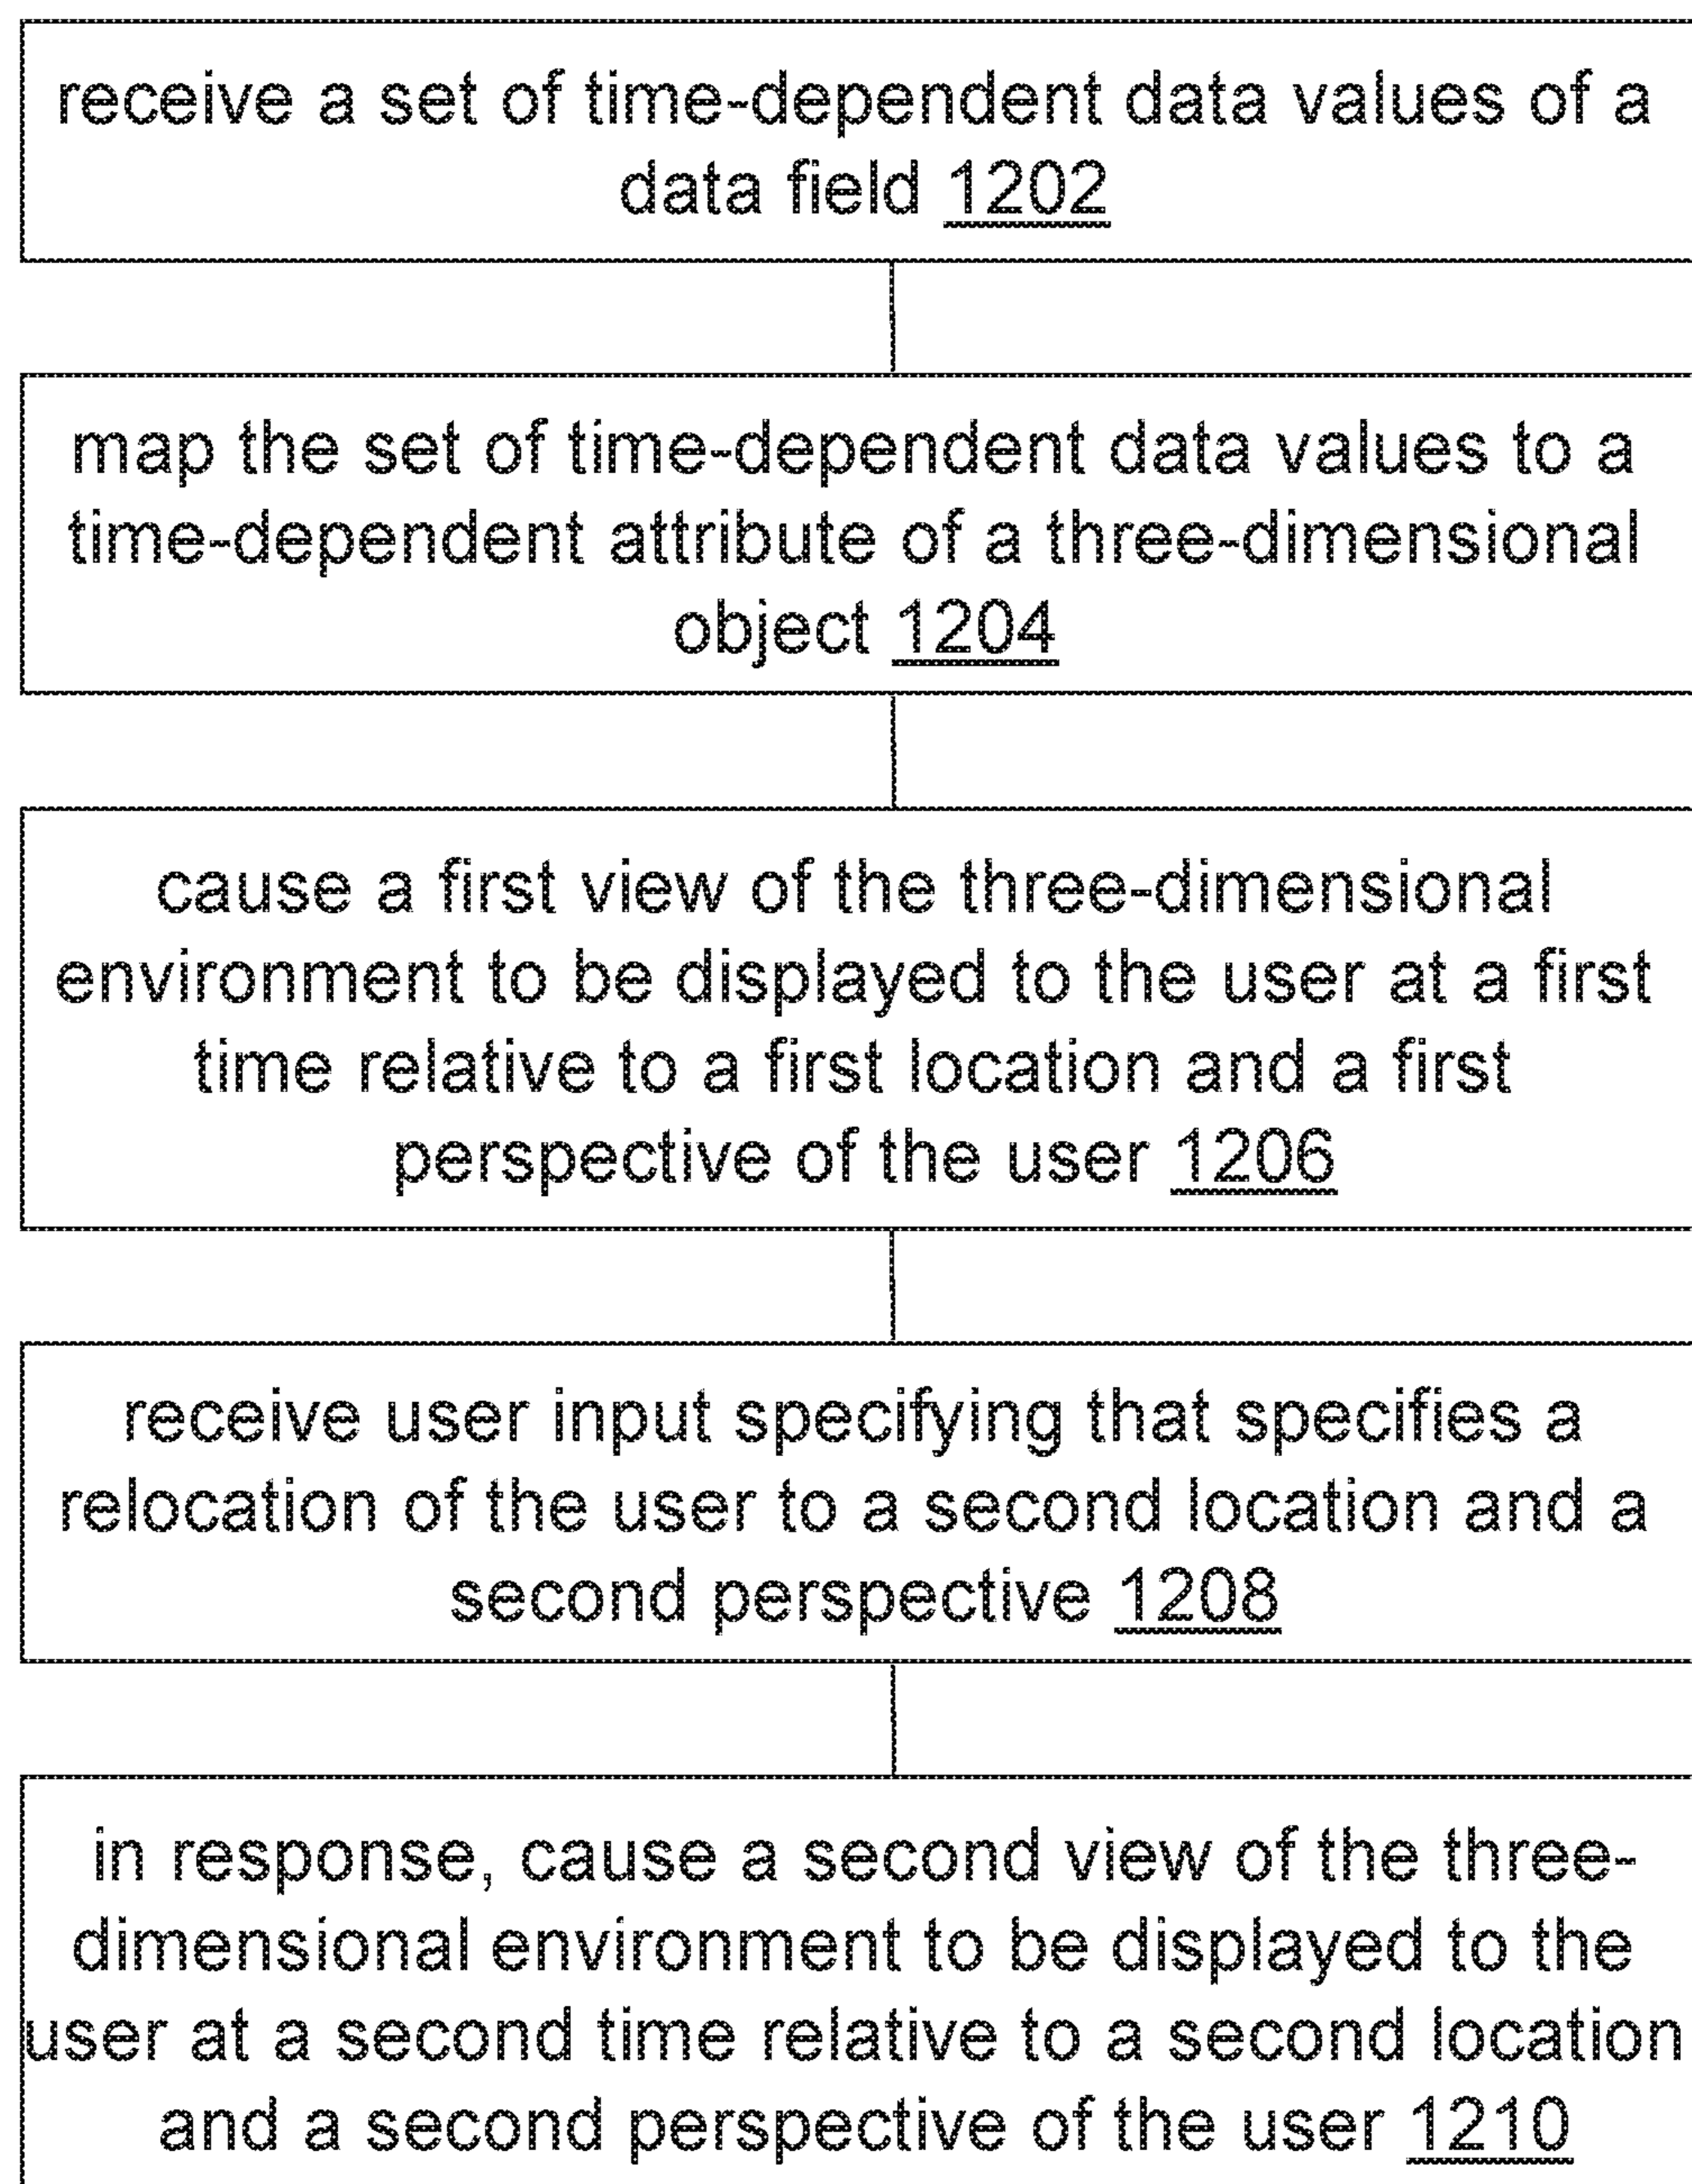 receive a set of time-dependent data values of a
data field 1202
map the set of time-dependent data values to a
time-dependent attribute of a three-dimensional
object 1204
cause a first view of the three-dimensional
environment to be displayed to the user at a first
time relative to a first location and a first
perspective of the user 1206
receive user input specifying that specifies a
relocation of the user to a second location and a
second perspective 1208
in response, cause a second view of the three-
dimensional environment to be displayed to the
user at a second time relative to a second location
and a second perspective of the user 1210